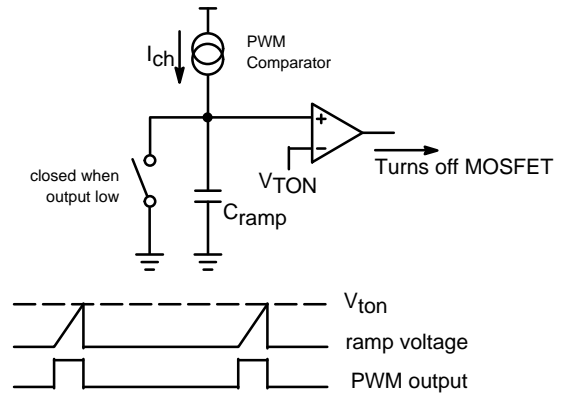 PWM
Comparator
Ich
+
−
closed when
output low
VTON
Turns off MOSFET
Cramp
Vton
ramp voltage
PWM output